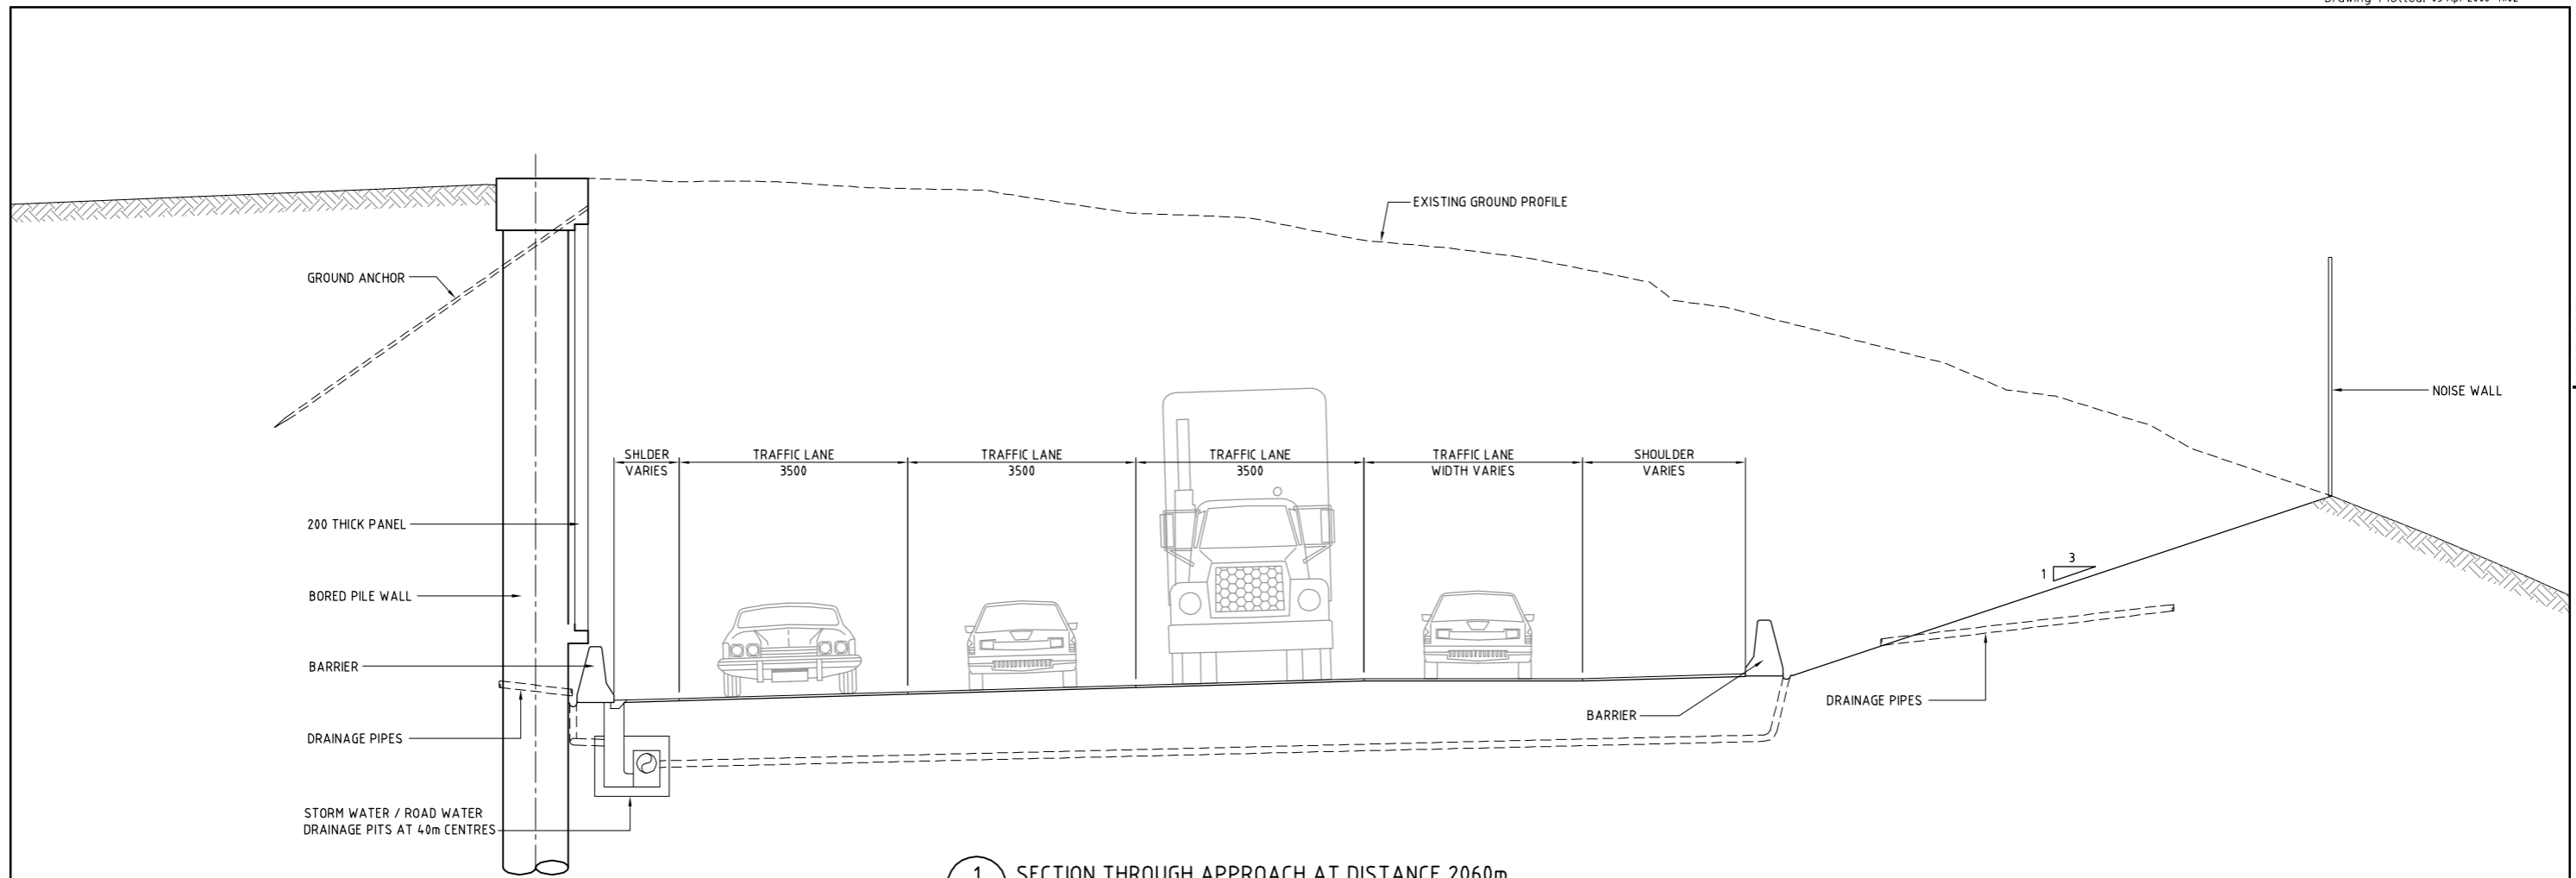 EXISTING GROUND PROFILE
GROUND ANCHOR
NOISE WALL
SHLDER
VARIES
TRAFFIC LANE
3500
TRAFFIC LANE
3500
TRAFFIC LANE
3500
TRAFFIC LANE
WIDTH VARIES
SHOULDER
VARIES
200 THICK PANEL
1
3
BORED PILE WALL
BARRIER
DRAINAGE PIPES
BARRIER
DRAINAGE PIPES
STORM WATER / ROAD WATER
DRAINAGE PITS AT 40m CENTRES
1
SECTION THROUGH APPROACH AT DISTANCE 2060m